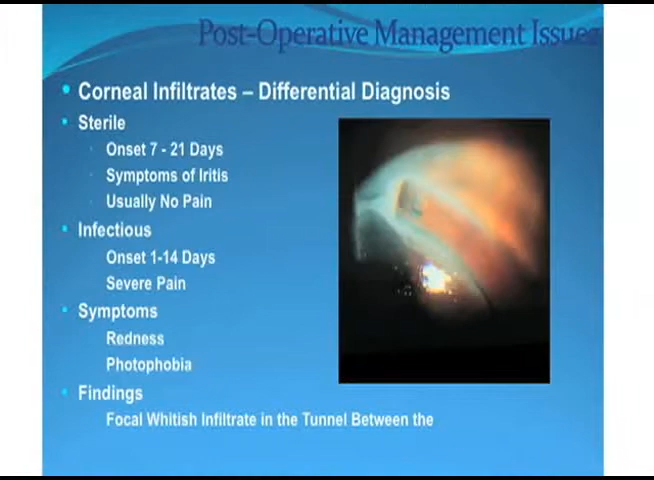 Post-Operative Management Issues
• Corneal Infiltrates – Differential Diagnosis
• Sterile
Onset 7 - 21 Days
Symptoms of Iritis
Usually No Pain
• Infectious
Onset 1-14 Days
Severe Pain
• Symptoms
Redness
Photophobia
• Findings
Focal Whitish Infiltrate in the Tunnel Between the